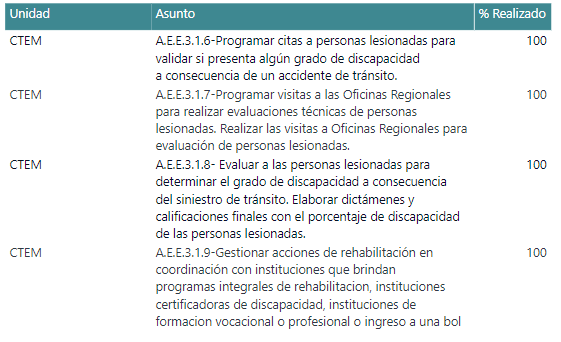 Unidad Asunto % Realizado
CTEM A.E.E.3.1.6-Programar citas a personas lesionadas para 100
validar si presenta algún grado de discapacidad
a consecuencia de un accidente de tránsito.
CTEM A.E.E.3.1.7-Programar visitas a las Oficinas Regionales 100
para realizar evaluaciones técnicas de personas
lesionadas. Realizar las visitas a Oficinas Regionales para
evaluación de personas lesionadas.
CTEM A.E.E.3.1.8- Evaluar a las personas lesionadas para 100
determinar el grado de discapacidad a consecuencia
del siniestro de tránsito. Elaborar dictámenes y
calificaciones finales con el porcentaje de discapacidad
de las personas lesionadas.
CTEM A.E.E.3.1.9-Gestionar acciones de rehabilitación en 100
coordinación con instituciones que brindan
programas integrales de rehabilitacion, instituciones
certificadoras de discapacidad, instituciones de
formacion vocacional o profesional o ingreso a una bol